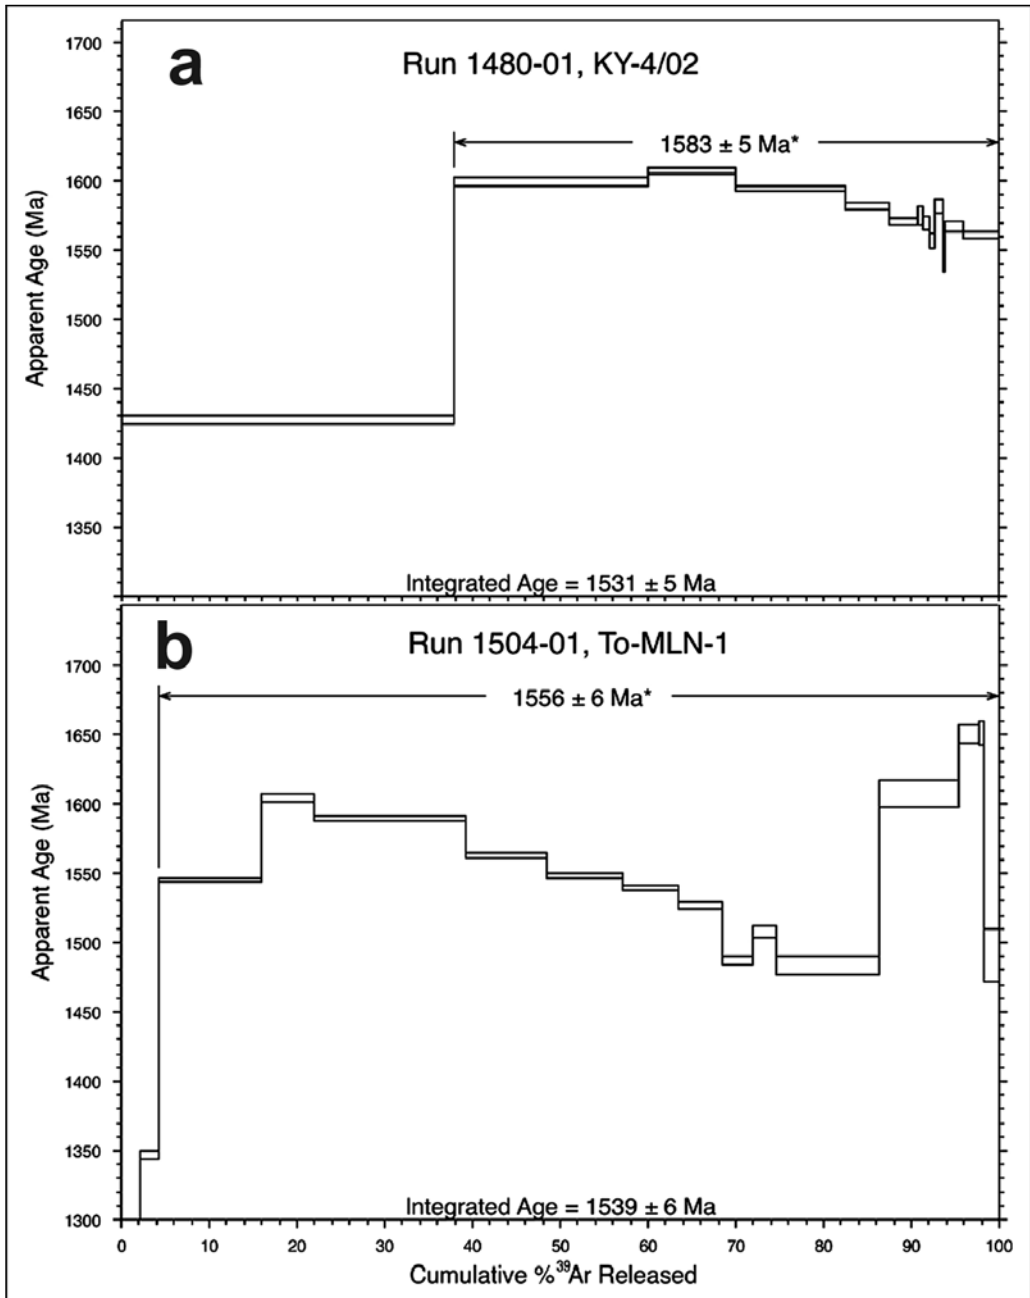 a
Run 1480-01, KY-4/02
1583 ± 5 Ma*
Apparent Age (Ma)
1700
1650
1600
1550
1500
1450
1400
1350
Integrated Age = 1531 ± 5 Ma
b
Run 1504-01, To-MLN-1
1556 ± 6 Ma*
Apparent Age (Ma)
1700
1650
1600
1550
1500
1450
1400
1350
1300
Integrated Age = 1539 ± 6 Ma
0 10 20 30 40 50 60 70 80 90 100
Cumulative %³⁹Ar Released